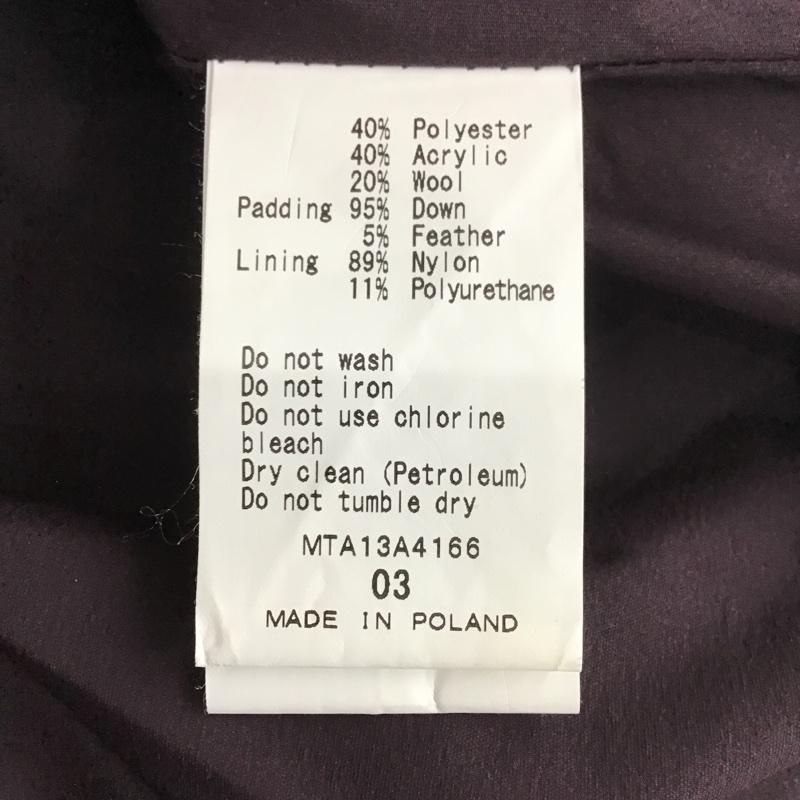 40% Polyester
40% Acrylic
20% Wool
Padding 95% Down
5% Feather
Lining 89% Nylon
11% Polyurethane
Do not wash
Do not iron
Do not use chlorine
bleach
Dry clean (Petroleum)
Do not tumble dry
MTA13A4166
03
MADE IN POLAND